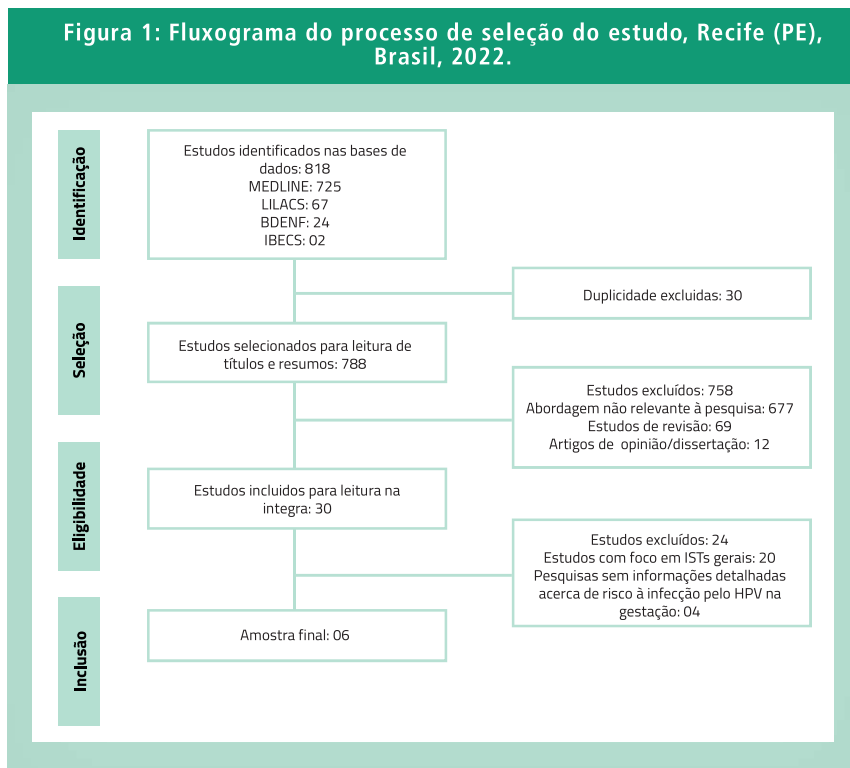 Figura 1: Fluxograma do processo de seleção do estudo, Recife (PE),
Brasil, 2022.
Identificação
Estudos identificados nas bases de
dados: 818
MEDLINE: 725
LILACS: 67
BDENF: 24
IBECS: 02
Duplicidade excluidas: 30
Seleção
Estudos selecionados para leitura de
títulos e resumos: 788
Estudos excluídos: 758
Abordagem não relevante à pesquisa: 677
Estudos de revisão: 69
Artigos de opinião/dissertação: 12
Eligibilidade
Estudos incluidos para leitura na
integra: 30
Estudos excluídos: 24
Estudos com foco em ISTs gerais: 20
Pesquisas sem informações detalhadas
acerca de risco à infecção pelo HPV na
gestação: 04
Inclusão
Amostra final: 06